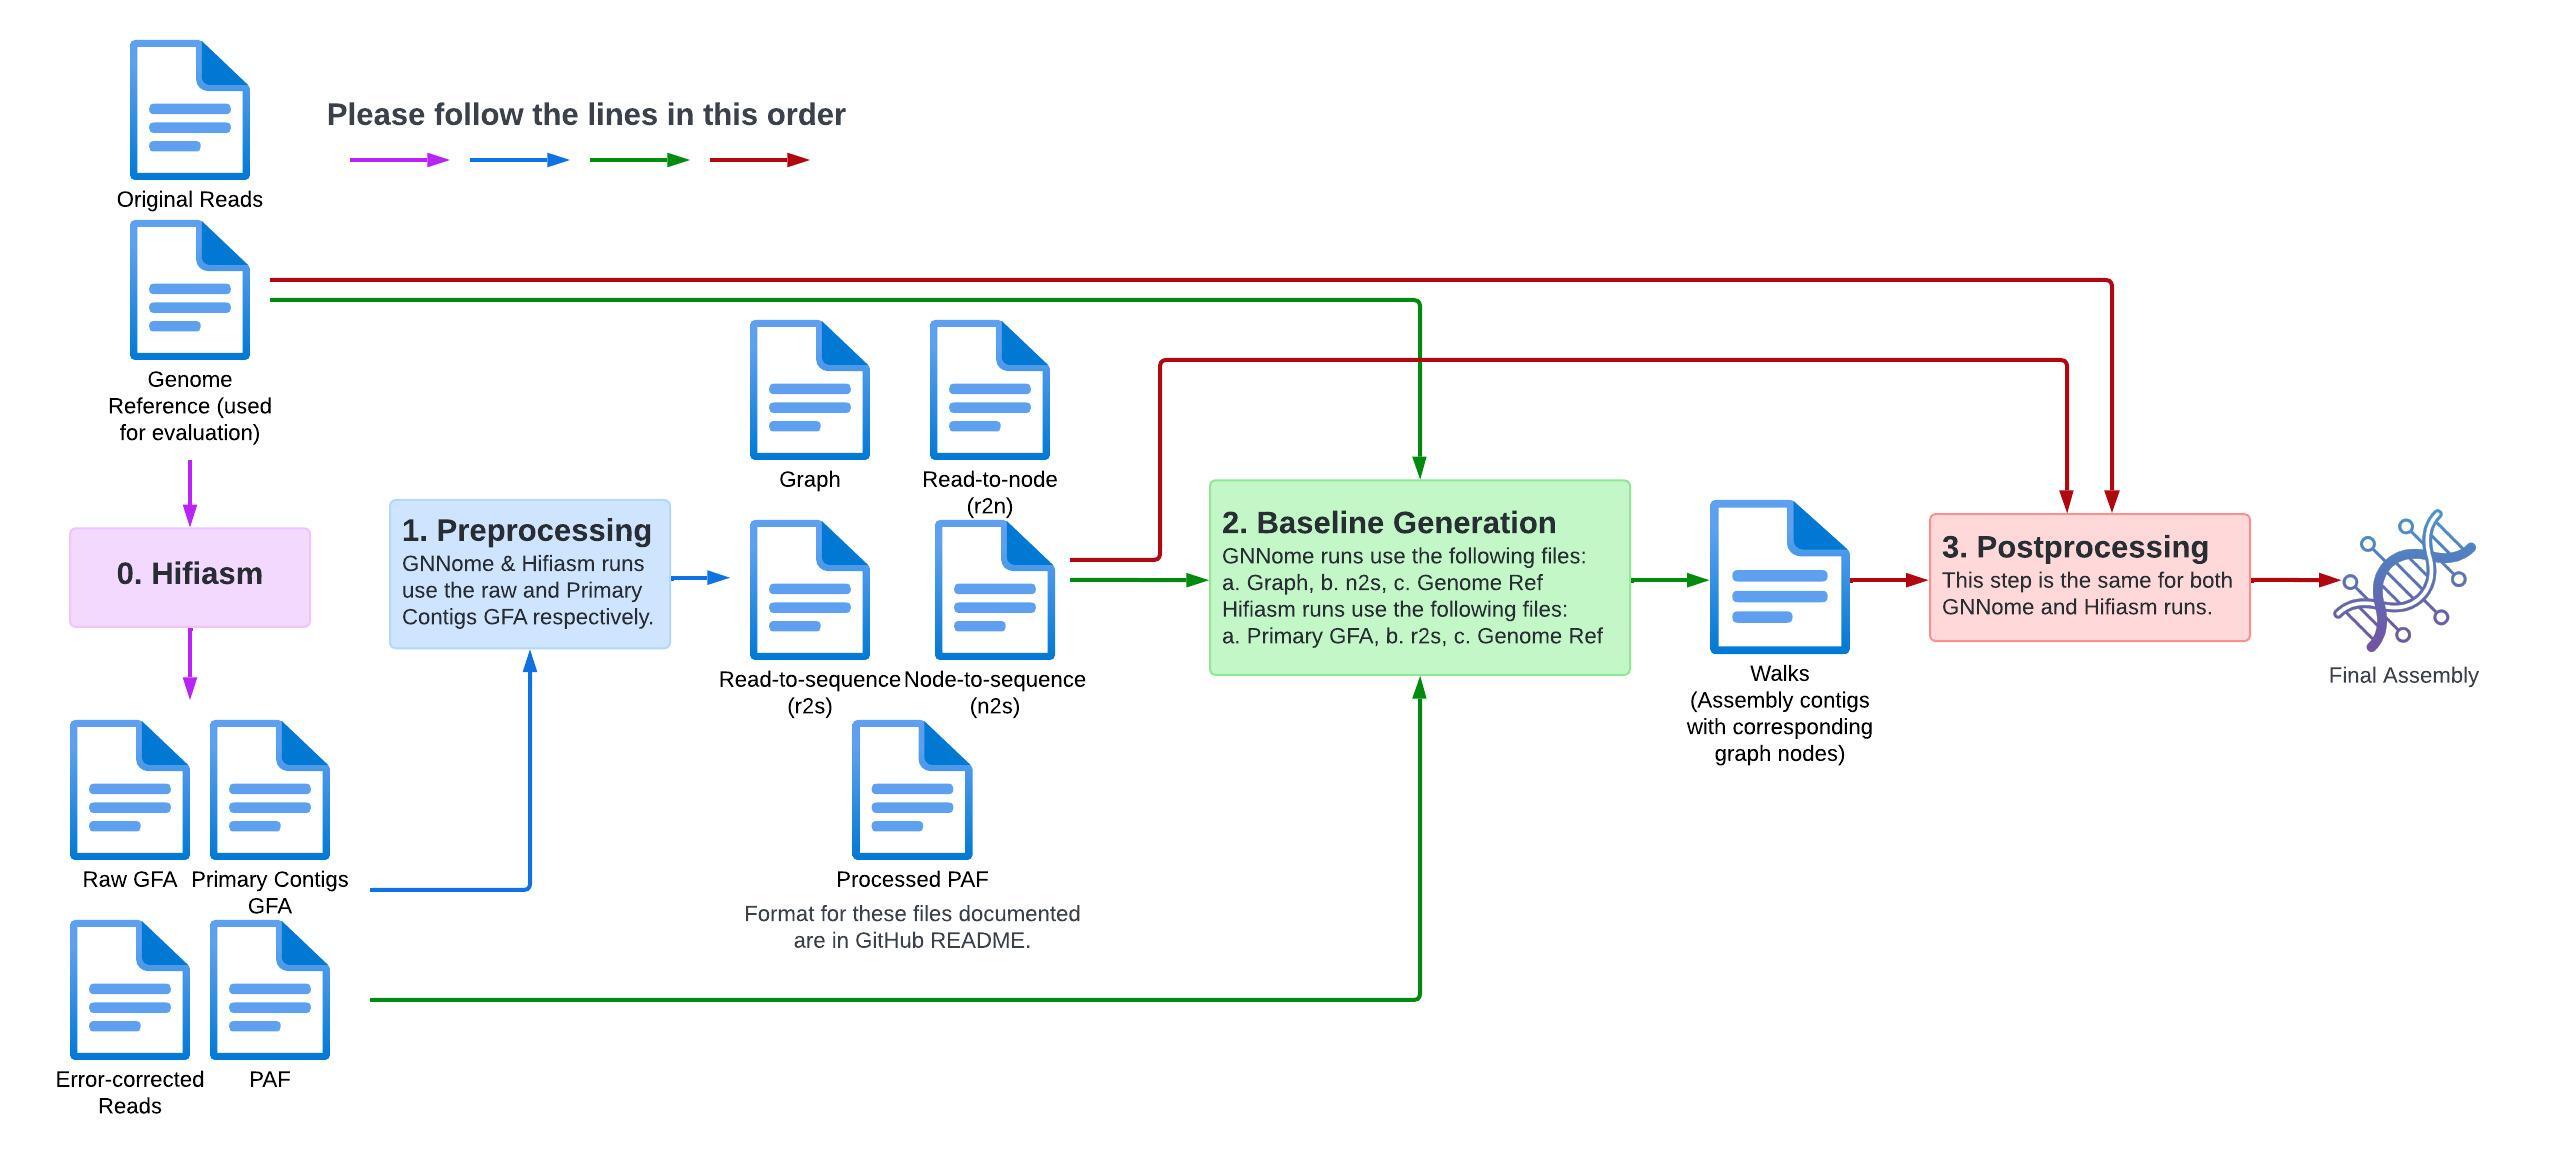 Please follow the lines in this order
Original Reads
Genome
Reference (used
for evaluation)
0. Hifiasm
Raw GFA
Primary Contigs
GFA
Error-corrected
Reads
PAF
1. Preprocessing
GNNome & Hifiasm runs
use the raw and Primary
Contigs GFA respectively.
Graph
Read-to-node
(r2n)
Read-to-sequence
(r2s)
Node-to-sequence
(n2s)
Processed PAF
Format for these files documented
are in GitHub README.
2. Baseline Generation
GNNome runs use the following files:
a. Graph, b. n2s, c. Genome Ref
Hifiasm runs use the following files:
a. Primary GFA, b. r2s, c. Genome Ref
Walks
(Assembly contigs
with corresponding
graph nodes)
3. Postprocessing
This step is the same for both
GNNome and Hifiasm runs.
Final Assembly